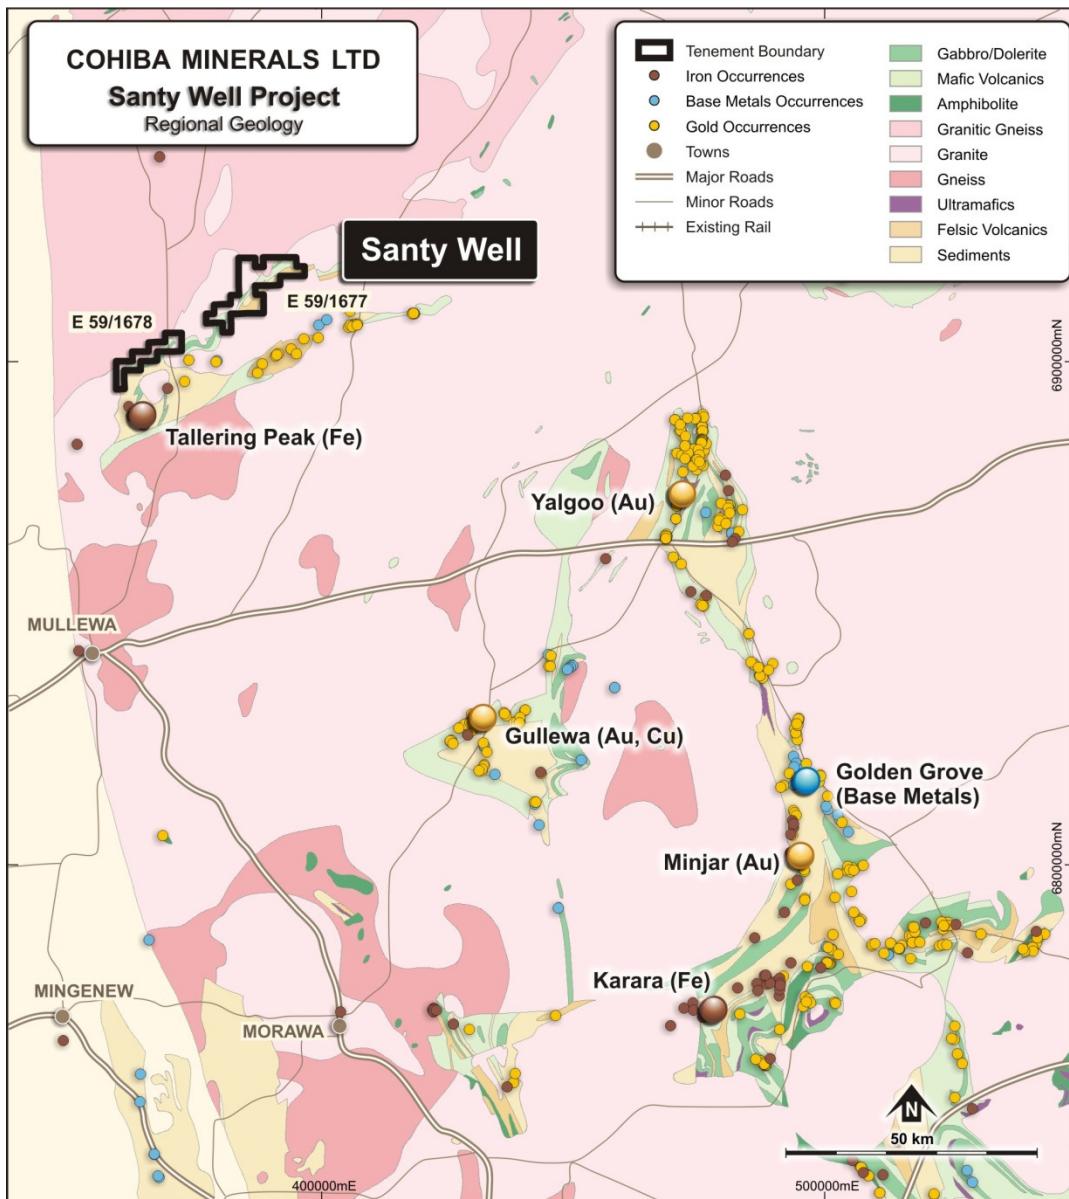 COHIBA MINERALS LTD
Santy Well Project
Regional Geology
Tenement Boundary
Iron Occurrences
Base Metals Occurrences
Gold Occurrences
Towns
Major Roads
Minor Roads
Existing Rail
Gabbro/Dolerite
Mafic Volcanics
Amphibolite
Granitic Gneiss
Granite
Gneiss
Ultramafics
Felsic Volcanics
Sediments
Santy Well
E 59/1677
E 59/1678
6900000mN
Tallering Peak (Fe)
Yalgoo (Au)
MULLEWA
Gullewa (Au, Cu)
Golden Grove
(Base Metals)
Minjar (Au)
6800000mN
Karara (Fe)
MINGENEW
MORAWA
N
50 km
400000mE
500000mE